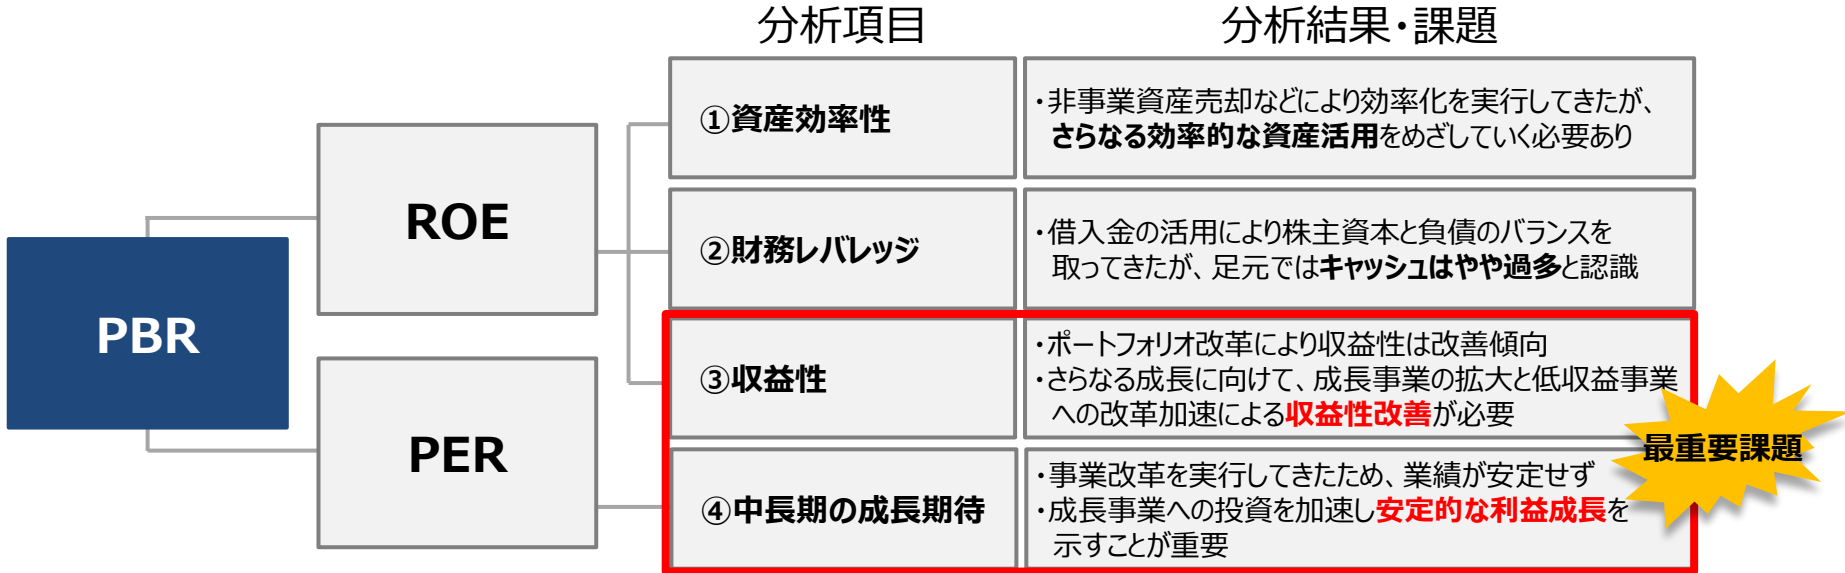 分析項目
分析結果・課題
PBR
ROE
PER
①資産効率性
・非事業資産売却などにより効率化を実行してきたが、
さらなる効率的な資産活用をめざしていく必要あり
②財務レバレッジ
・借入金の活用により株主資本と負債のバランスを
取ってきたが、足元ではキャッシュはやや過多と認識
③収益性
・ポートフォリオ改革により収益性は改善傾向
・さらなる成長に向けて、成長事業の拡大と低収益事業
への改革加速による収益性改善が必要
④中長期の成長期待
・事業改革を実行してきたため、業績が安定せず
・成長事業への投資を加速し安定的な利益成長を
示すことが重要
最重要課題